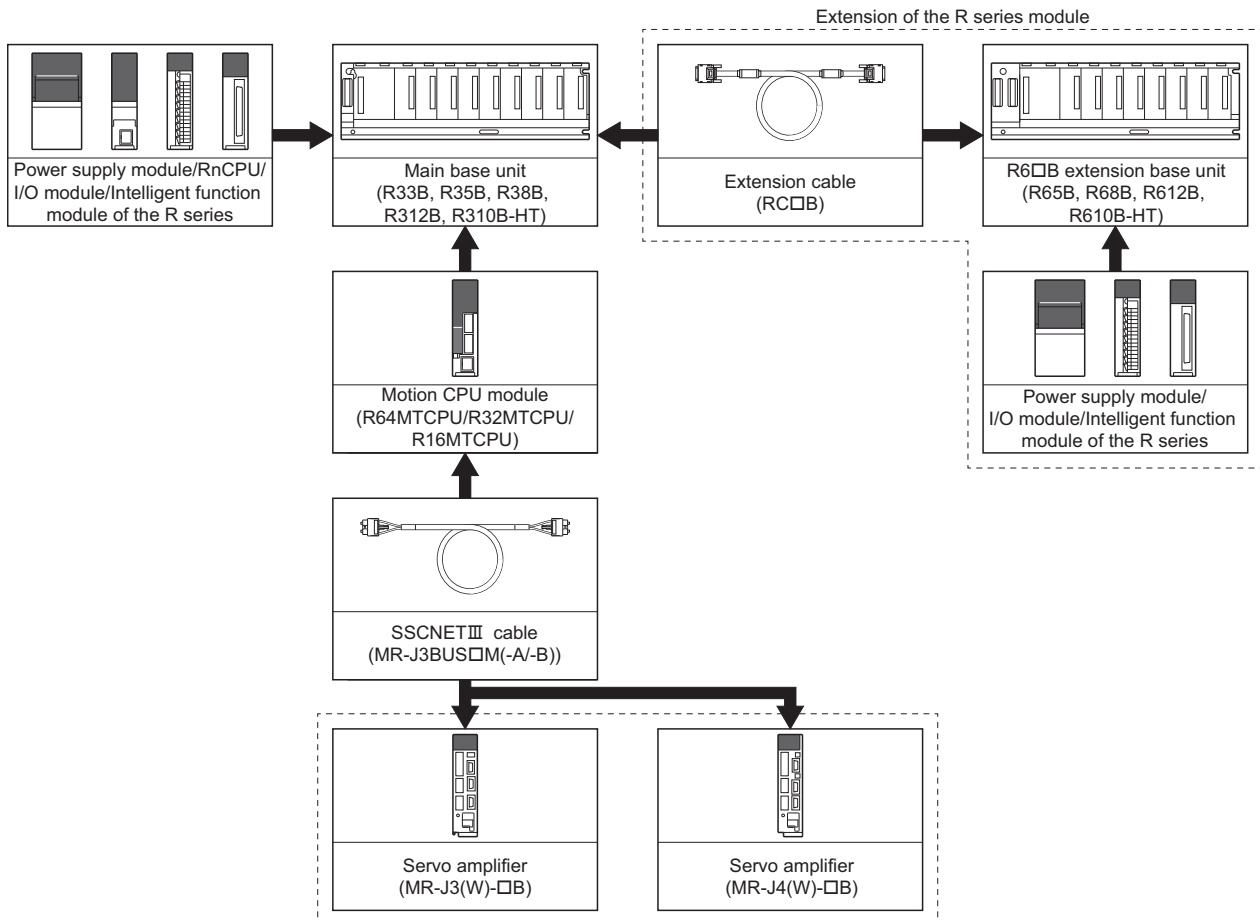 Extension of the R series module
Power supply module/RnCPU/
I/O module/Intelligent function
module of the R series
Main base unit
(R33B, R35B, R38B,
R312B, R310B-HT)
Extension cable
(RC□B)
R6□B extension base unit
(R65B, R68B, R612B,
R610B-HT)
Motion CPU module
(R64MTCPU/R32MTCPU/
R16MTCPU)
Power supply module/
I/O module/Intelligent function
module of the R series
SSCNETⅢ cable
(MR-J3BUS□M(-A/-B))
Servo amplifier
(MR-J3(W)-□B)
Servo amplifier
(MR-J4(W)-□B)